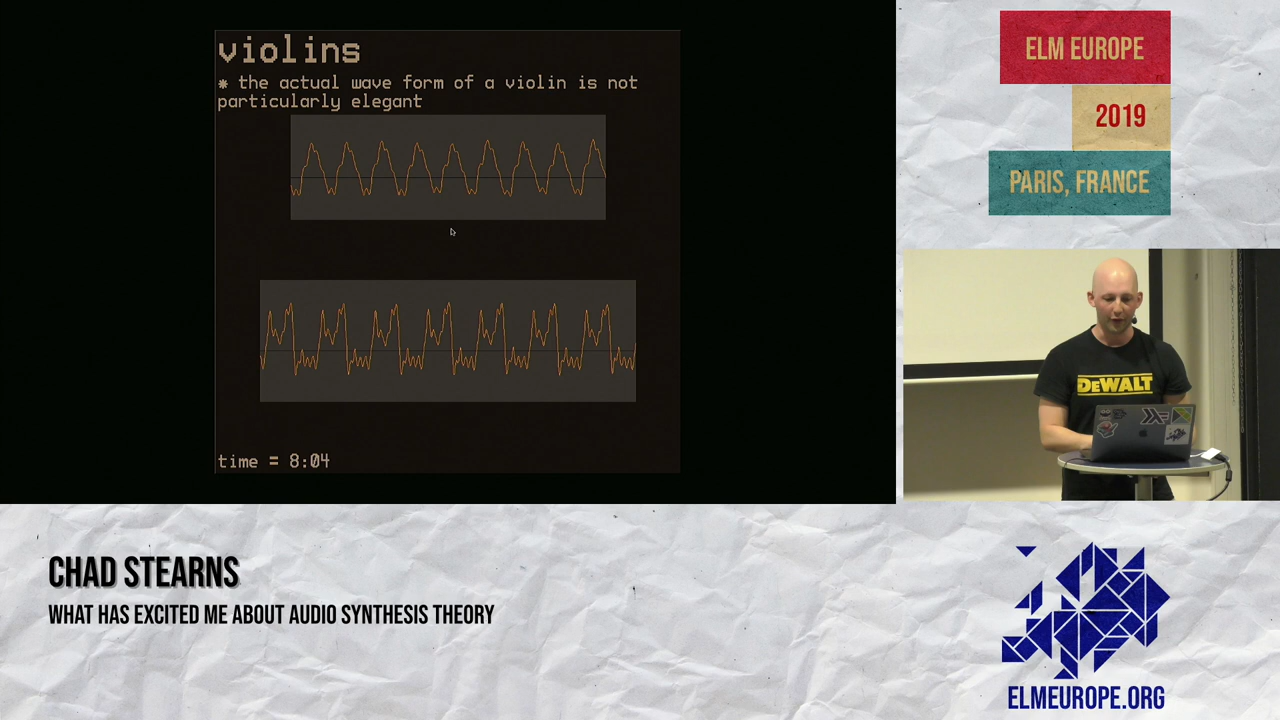 violins
* the actual wave form of a violin is not
particularly elegant
time = 8:04
ELM EUROPE
2019
PARIS, FRANCE
DeWALT
CHAD STEARNS
WHAT HAS EXCITED ME ABOUT AUDIO SYNTHESIS THEORY
ELMEUROPE.ORG